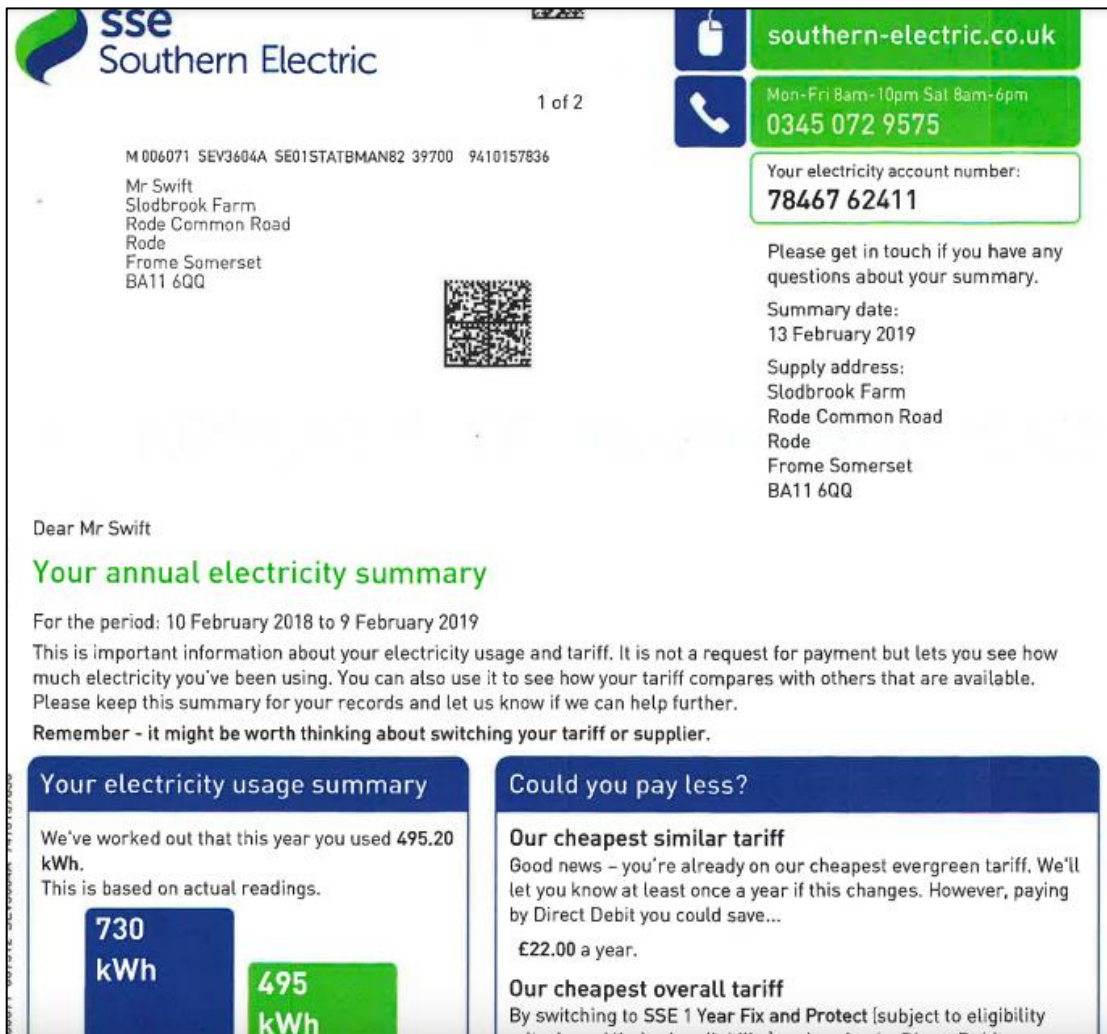 sse
Southern Electric
southern-electric.co.uk
1 of 2
Mon-Fri 8am-10pm Sat 8am-6pm
0345 072 9575
M 006071 SEV3604A SE01STATBMAN82 39700 9410157836
Mr Swift
Slodbrook Farm
Rode Common Road
Rode
Frome Somerset
BA11 6QQ
Your electricity account number:
78467 62411
Please get in touch if you have any
questions about your summary.
Summary date:
13 February 2019
Supply address:
Slodbrook Farm
Rode Common Road
Rode
Frome Somerset
BA11 6QQ
Dear Mr Swift
Your annual electricity summary
For the period: 10 February 2018 to 9 February 2019
This is important information about your electricity usage and tariff. It is not a request for payment but lets you see how
much electricity you've been using. You can also use it to see how your tariff compares with others that are available.
Please keep this summary for your records and let us know if we can help further.
Remember - it might be worth thinking about switching your tariff or supplier.
Your electricity usage summary
We've worked out that this year you used 495.20
kWh.
This is based on actual readings.
730
kWh
495
kWh
Could you pay less?
Our cheapest similar tariff
Good news – you're already on our cheapest evergreen tariff. We'll
let you know at least once a year if this changes. However, paying
by Direct Debit you could save...
£22.00 a year.
Our cheapest overall tariff
By switching to SSE 1 Year Fix and Protect (subject to eligibility